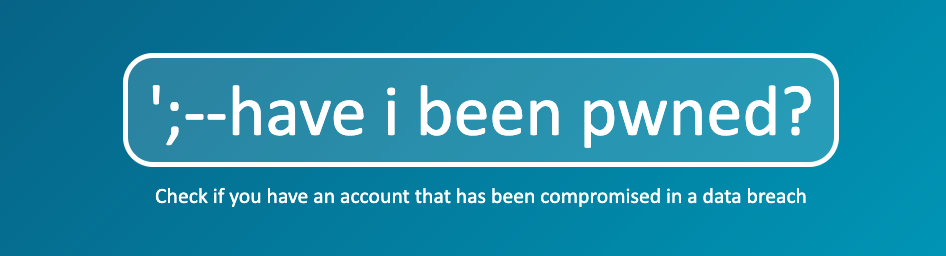 ';--have i been pwned?
Check if you have an account that has been compromised in a data breach